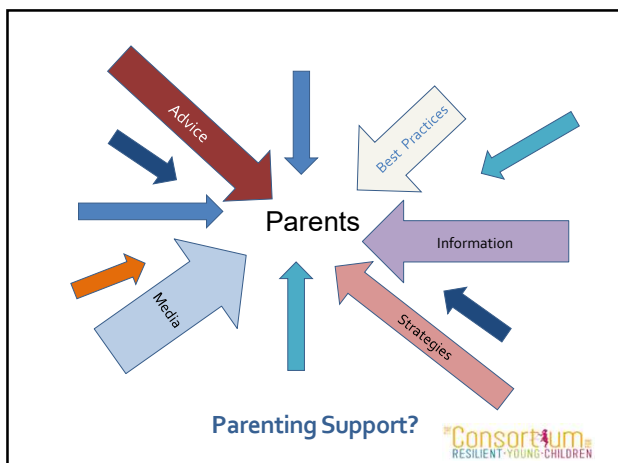 Advice
Best Practices
Parents
Information
Media
Strategies
Parenting Support?
THE Consortium FOR
RESILIENT•YOUNG•CHILDREN